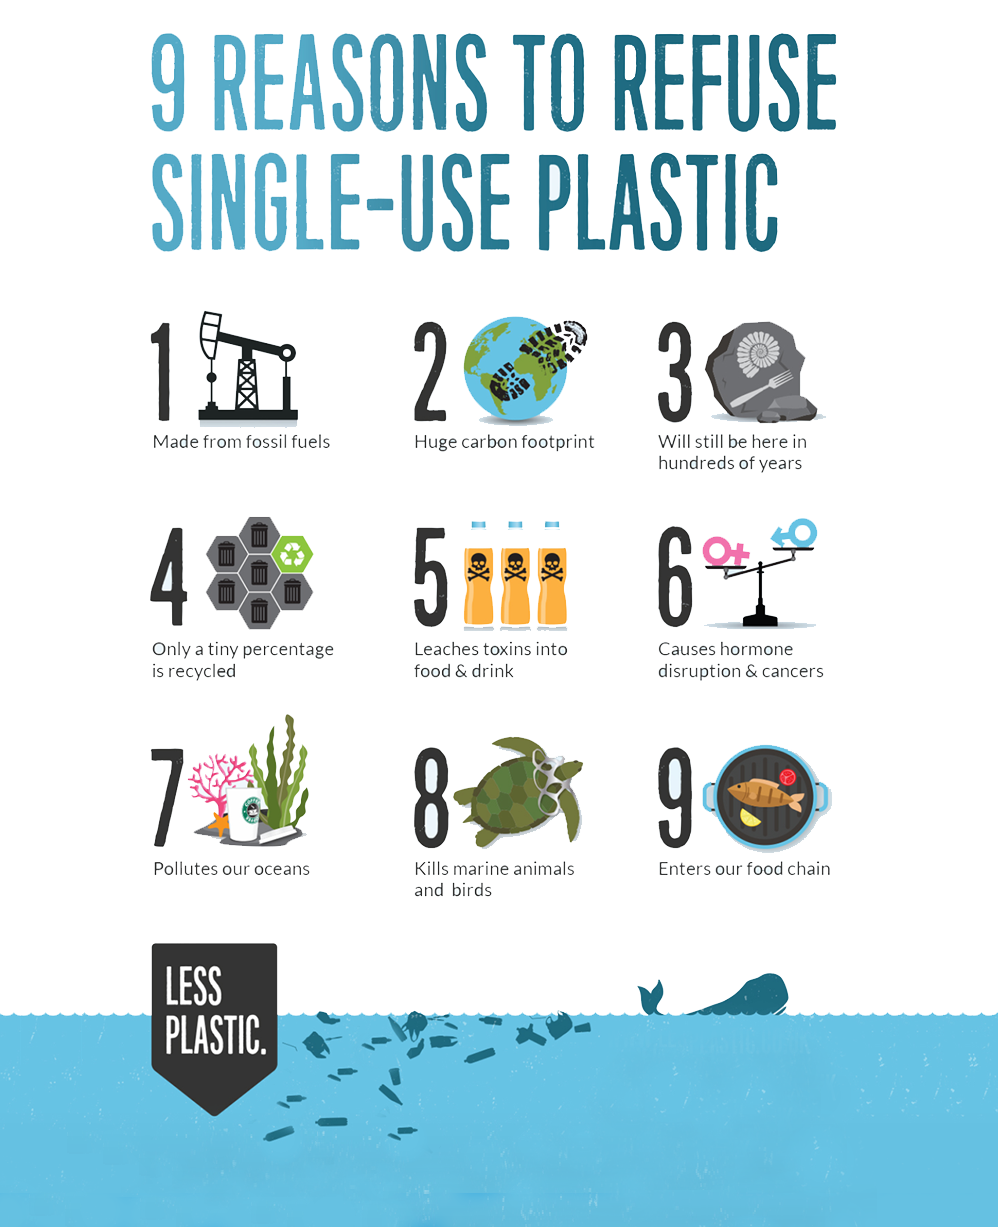 9 REASONS TO REFUSE
SINGLE-USE PLASTIC
1
Made from fossil fuels
2
Huge carbon footprint
3
Will still be here in
hundreds of years
4
Only a tiny percentage
is recycled
5
Leaches toxins into
food & drink
6
Causes hormone
disruption & cancers
7
Pollutes our oceans
8
Kills marine animals
and birds
9
Enters our food chain
LESS
PLASTIC.